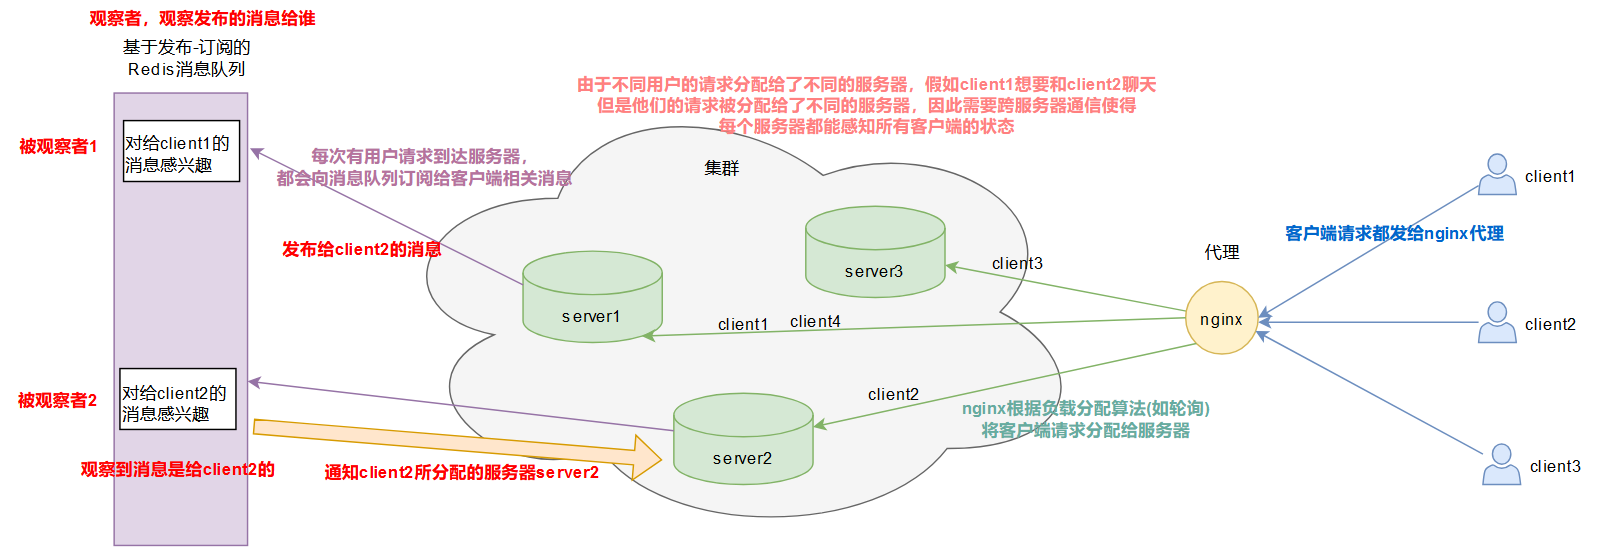 观察者，观察发布的消息给谁
基于发布-订阅的
Redis消息队列
被观察者1
对给client1的
消息感兴趣
每次有用户请求到达服务器，
都会向消息队列订阅给客户端相关消息
发布给client2的消息
由于不同用户的请求分配给了不同的服务器，假如client1想要和client2聊天
但是他们的请求被分配给了不同的服务器，因此需要跨服务器通信使得
每个服务器都能感知所有客户端的状态
集群
server3
server1
client3
client1
client4
代理
nginx
客户端请求都发给nginx代理
client1
client2
client3
被观察者2
对给client2的
消息感兴趣
观察到消息是给client2的
通知client2所分配的服务器server2
server2
client2
nginx根据负载分配算法(如轮询)
将客户端请求分配给服务器